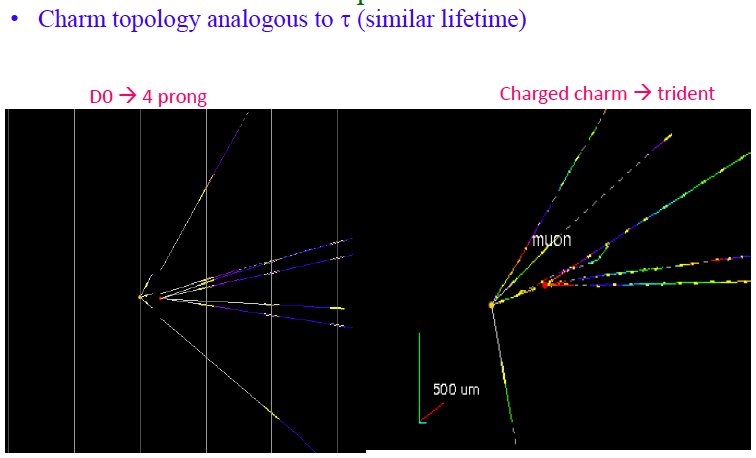 • Charm topology analogous to τ (similar lifetime)
D0 → 4 prong
Charged charm → trident
muon
500 um